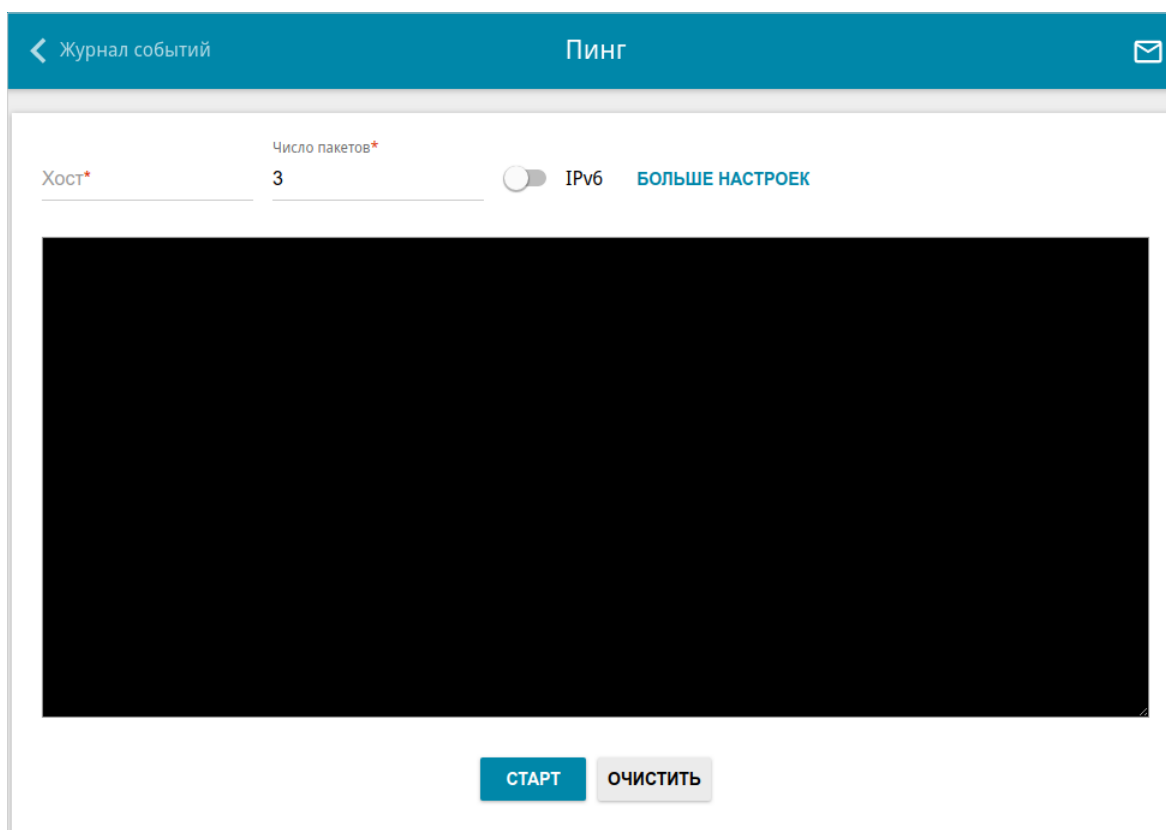 Журнал событий
Пинг
Число пакетов*
Хост*
3
IPv6
БОЛЬШЕ НАСТРОЕК
СТАРТ
ОЧИСТИТЬ